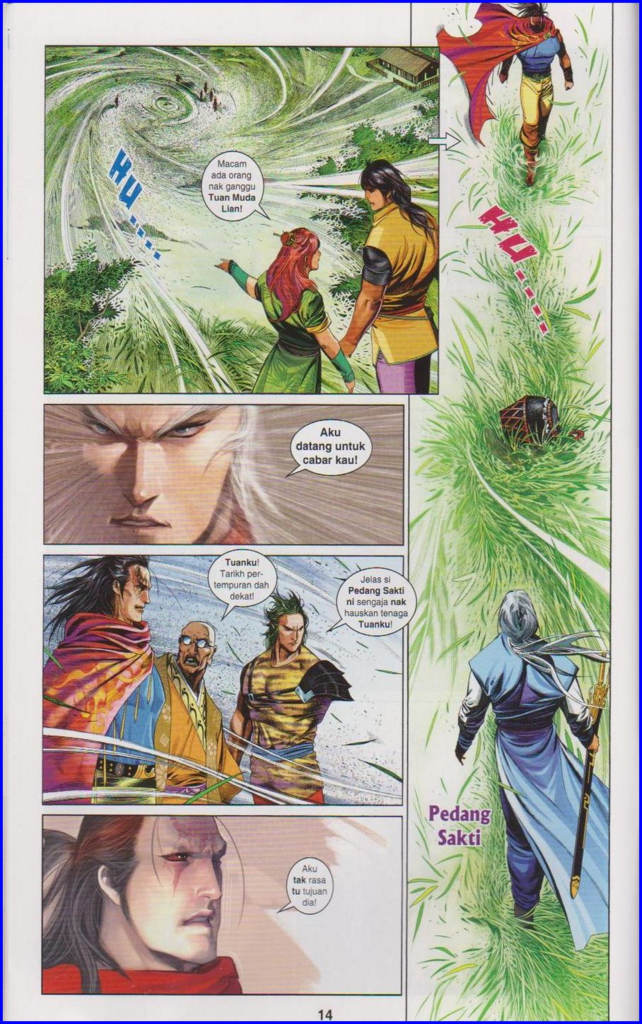 Macam
ada orang
nak ganggu
Tuan Muda
Lian!
HU.....
HU.....
Aku
datang untuk
cabar kau!
Tuanku!
Tarikh per-
tempuran dah
dekat!
Jelas si
Pedang Sakti
ni sengaja nak
hauskan tenaga
Tuanku!
Pedang
Sakti
Aku
tak rasa
tu tujuan
dia!
14